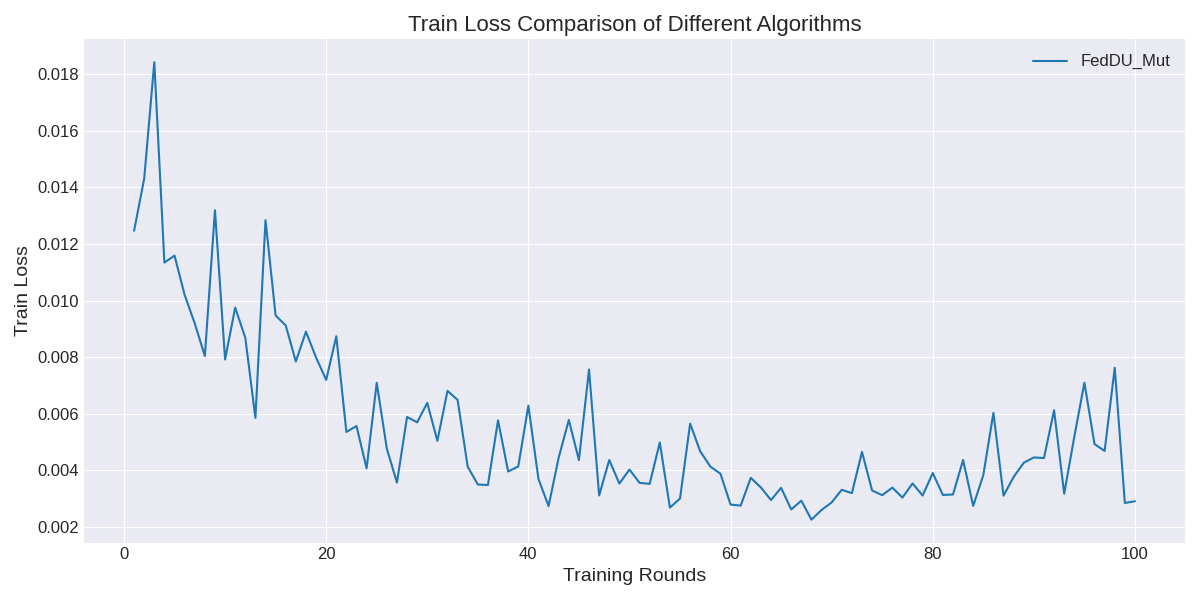 Train Loss Comparison of Different Algorithms
FedDU_Mut
Train Loss
0.018
0.016
0.014
0.012
0.010
0.008
0.006
0.004
0.002
0 20 40 60 80 100
Training Rounds